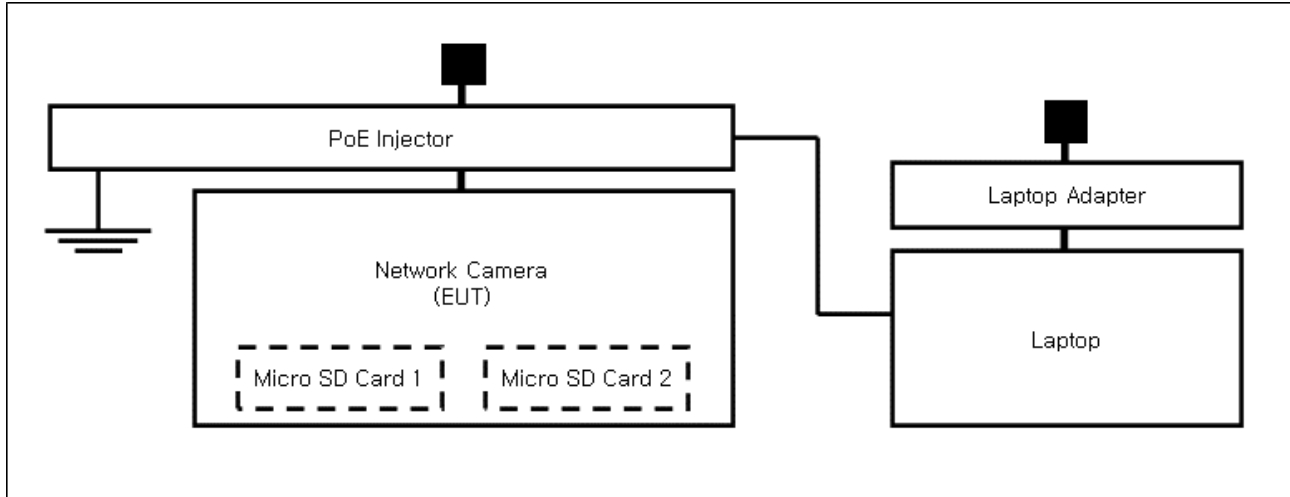 PoE Injector
Laptop Adapter
Network Camera
(EUT)
Laptop
Micro SD Card 1
Micro SD Card 2